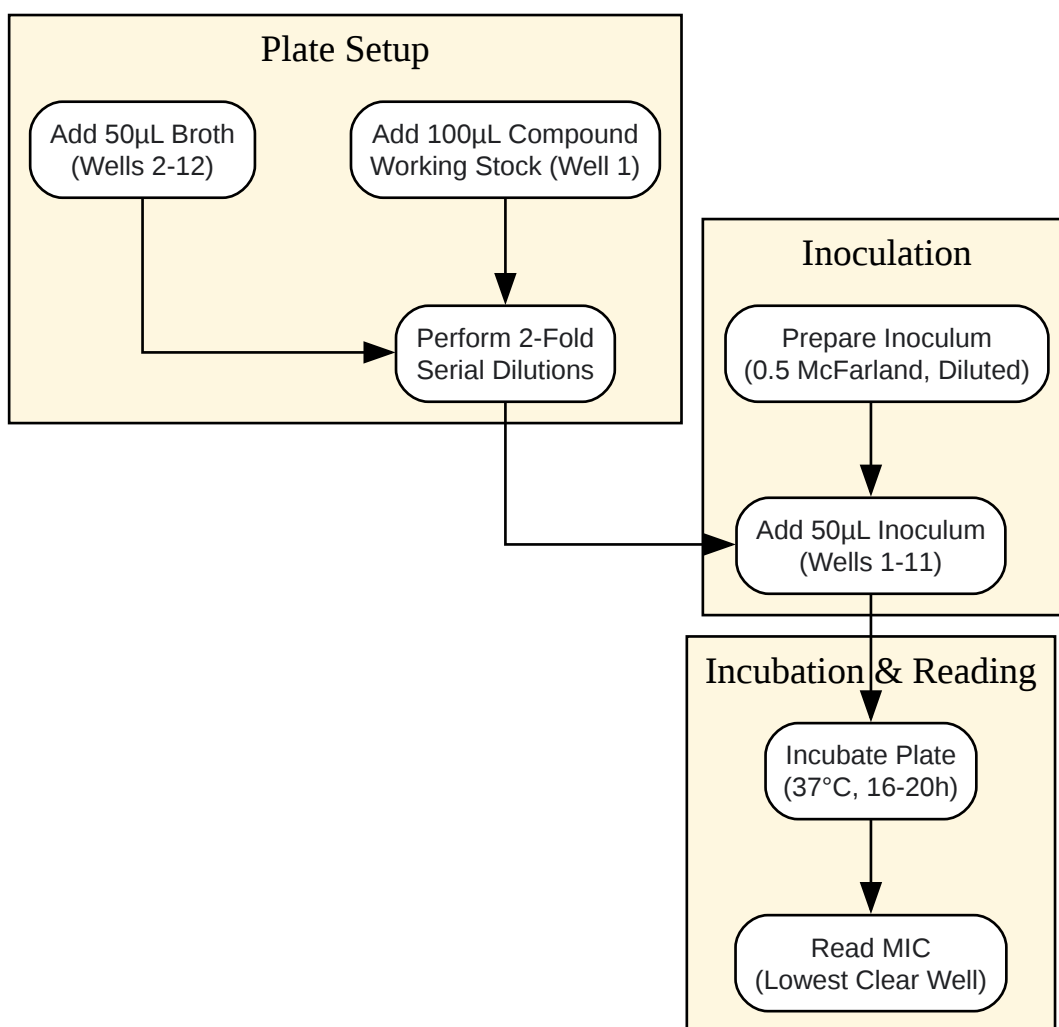 Plate Setup
Add 50µL Broth
(Wells 2-12)
Add 100µL Compound
Working Stock (Well 1)
Perform 2-Fold
Serial Dilutions
Inoculation
Prepare Inoculum
(0.5 McFarland, Diluted)
Add 50µL Inoculum
(Wells 1-11)
Incubation & Reading
Incubate Plate
(37°C, 16-20h)
Read MIC
(Lowest Clear Well)